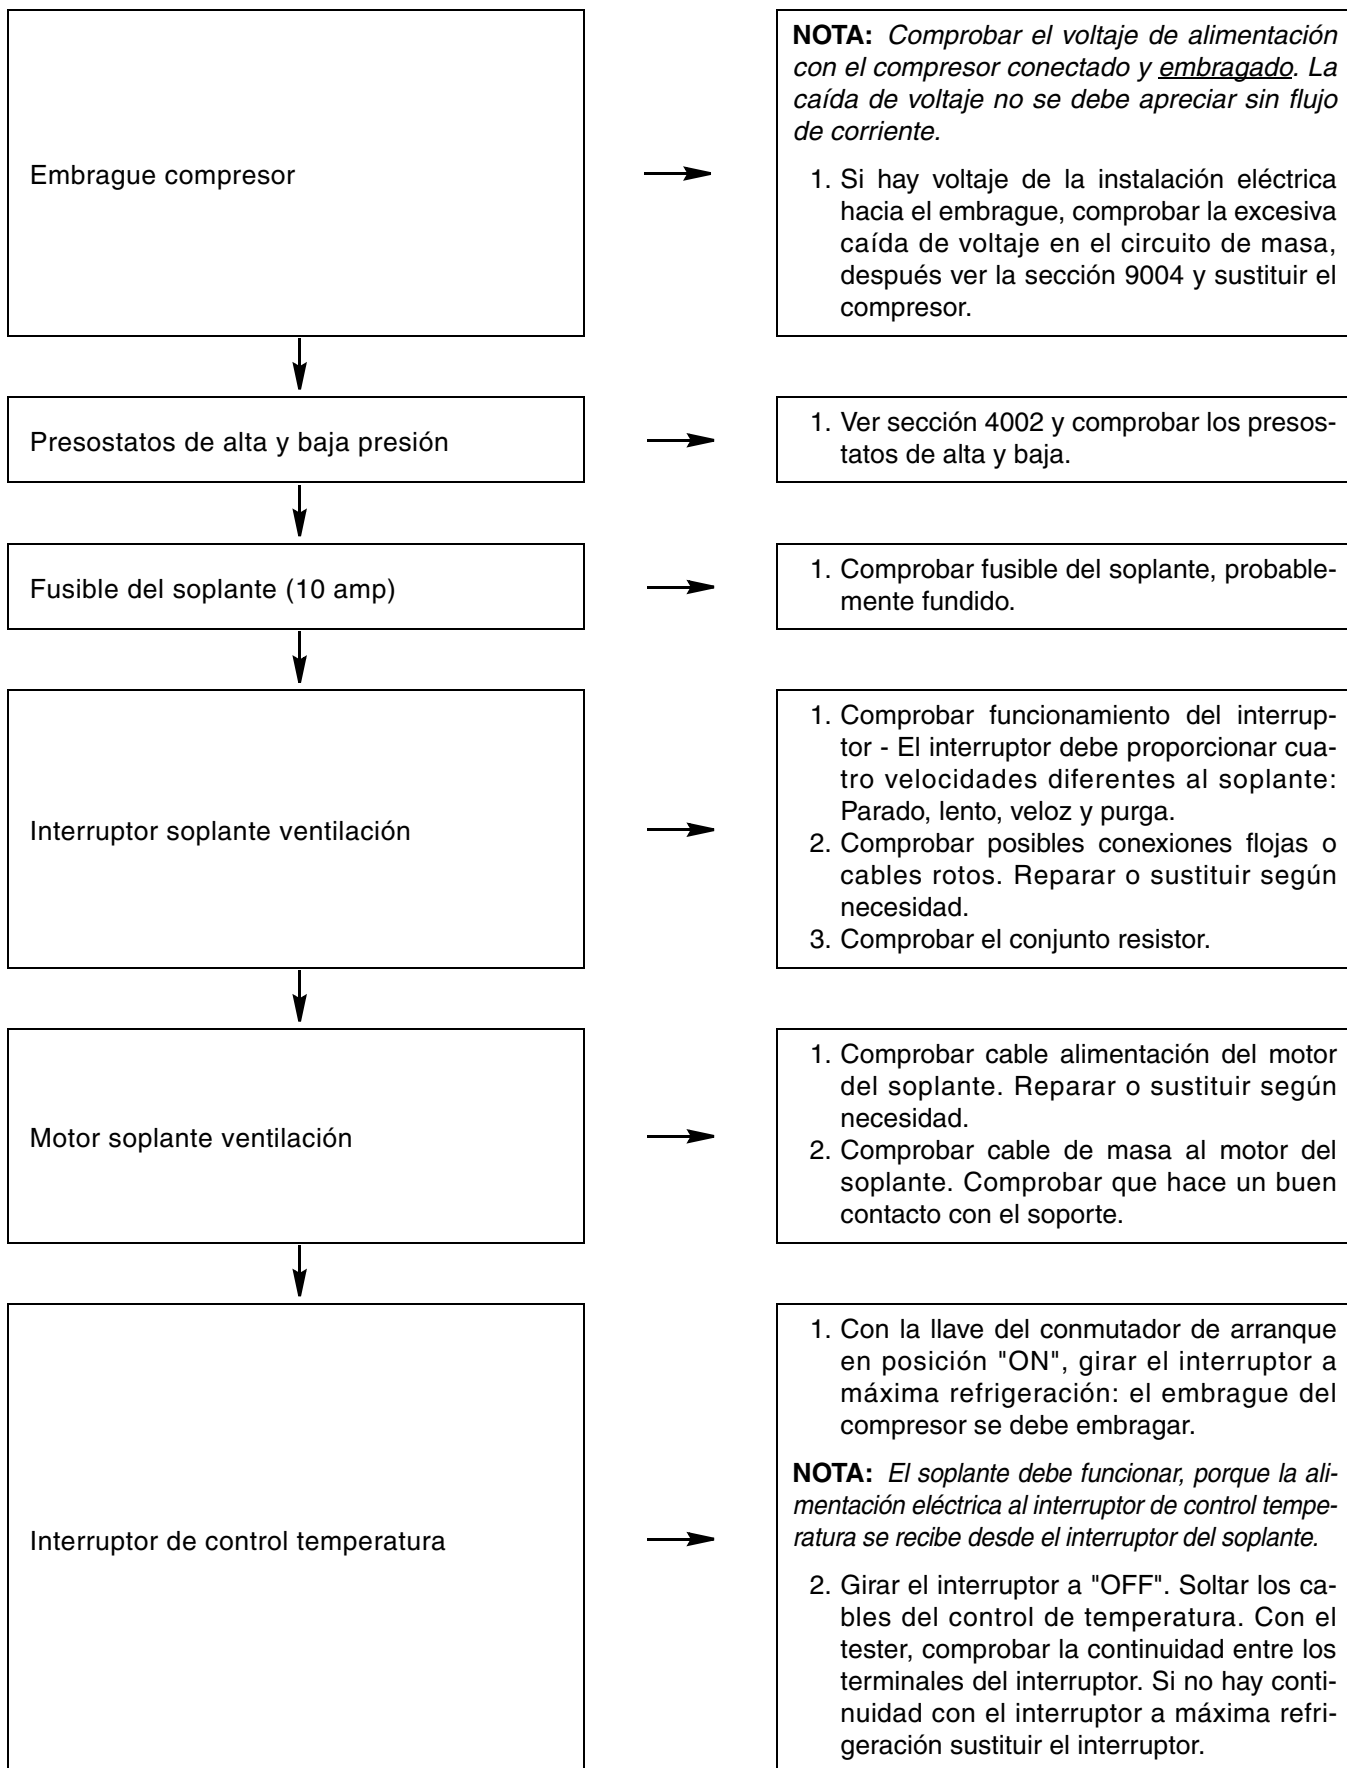 Embrague compresor
NOTA: Comprobar el voltaje de alimentación
con el compresor conectado y embragado. La
caída de voltaje no se debe apreciar sin flujo
de corriente.
1. Si hay voltaje de la instalación eléctrica
hacia el embrague, comprobar la excesiva
caída de voltaje en el circuito de masa,
después ver la sección 9004 y sustituir el
compresor.
Presostatos de alta y baja presión
1. Ver sección 4002 y comprobar los presos-
tatos de alta y baja.
Fusible del soplante (10 amp)
1. Comprobar fusible del soplante, probable-
mente fundido.
Interruptor soplante ventilación
1. Comprobar funcionamiento del interrup-
tor - El interruptor debe proporcionar cua-
tro velocidades diferentes al soplante:
Parado, lento, veloz y purga.
2. Comprobar posibles conexiones flojas o
cables rotos. Reparar o sustituir según
necesidad.
3. Comprobar el conjunto resistor.
Motor soplante ventilación
1. Comprobar cable alimentación del motor
del soplante. Reparar o sustituir según
necesidad.
2. Comprobar cable de masa al motor del
soplante. Comprobar que hace un buen
contacto con el soporte.
Interruptor de control temperatura
1. Con la llave del conmutador de arranque
en posición "ON", girar el interruptor a
máxima refrigeración: el embrague del
compresor se debe embragar.
NOTA: El soplante debe funcionar, porque la ali-
mentación eléctrica al interruptor de control tempe-
ratura se recibe desde el interruptor del soplante.
2. Girar el interruptor a "OFF". Soltar los ca-
bles del control de temperatura. Con el
tester, comprobar la continuidad entre los
terminales del interruptor. Si no hay conti-
nuidad con el interruptor a máxima refri-
geración sustituir el interruptor.